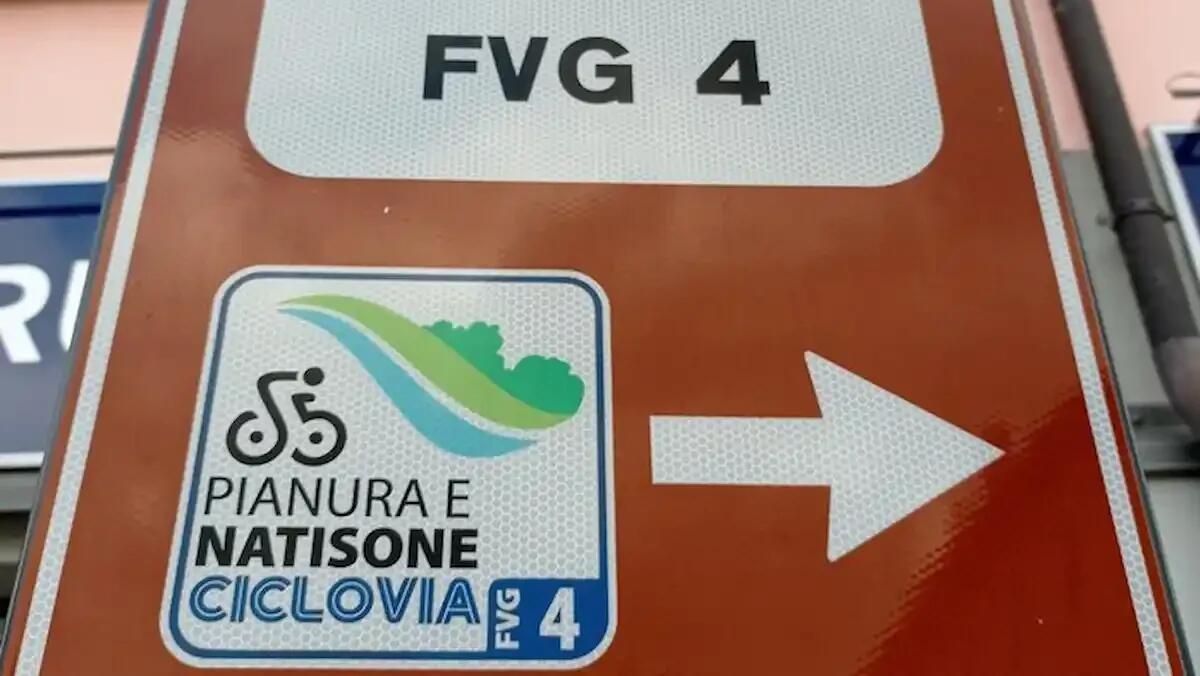 FVG 4
PIANURA E
NATISONE
CICLOVIA
FVG 4